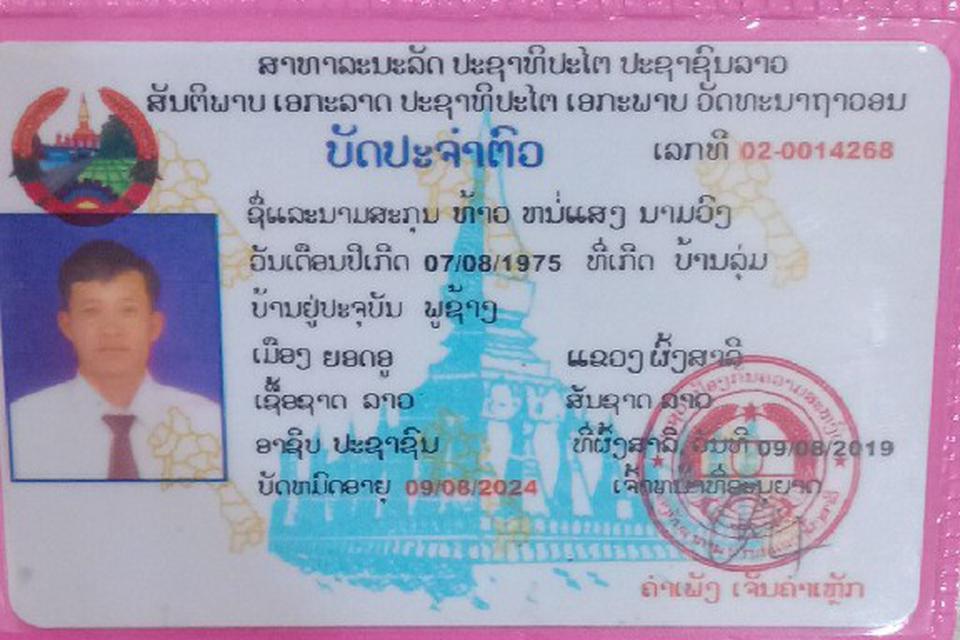 ສາທາລະນະລັດ ປະຊາທິປະໄຕ ປະຊາຊົນລາວ
ສັນຕິພາບ ເອກະລາດ ປະຊາທິປະໄຕ ເອກະພາບ ວັດທະນາຖາວອນ
ບັດປະຈຳຕົວ
ເລກທີ 02-0014268
ຊື່ແລະນາມສະກຸນ ທ້າວ ຫນ່ແສງ ນາມວົງ
ວັນເດືອນປີເກີດ 07/08/1975 ທີ່ເກີດ ບ້ານລຸ່ມ
ບ້ານຢູ່ປະຈຸບັນ ພູຊ້າງ
ເມືອງ ຍອດອູ ແຂວງ ຜົ້ງສາລີ
ເຊື້ອຊາດ ລາວ ສັນຊາດ ລາວ
ອາຊີບ ປະຊາຊົນ ທີ່ຜົ້ງສາລີ, ວັນທີ 09/08/2019
ບັດຫມົດອາຍຸ 09/08/2024 ເຈົ້າຫນ້າທີ່ອະນຸຍາດ
ຄຳເພັງ ເຈັນຄຳເຫຼັກ